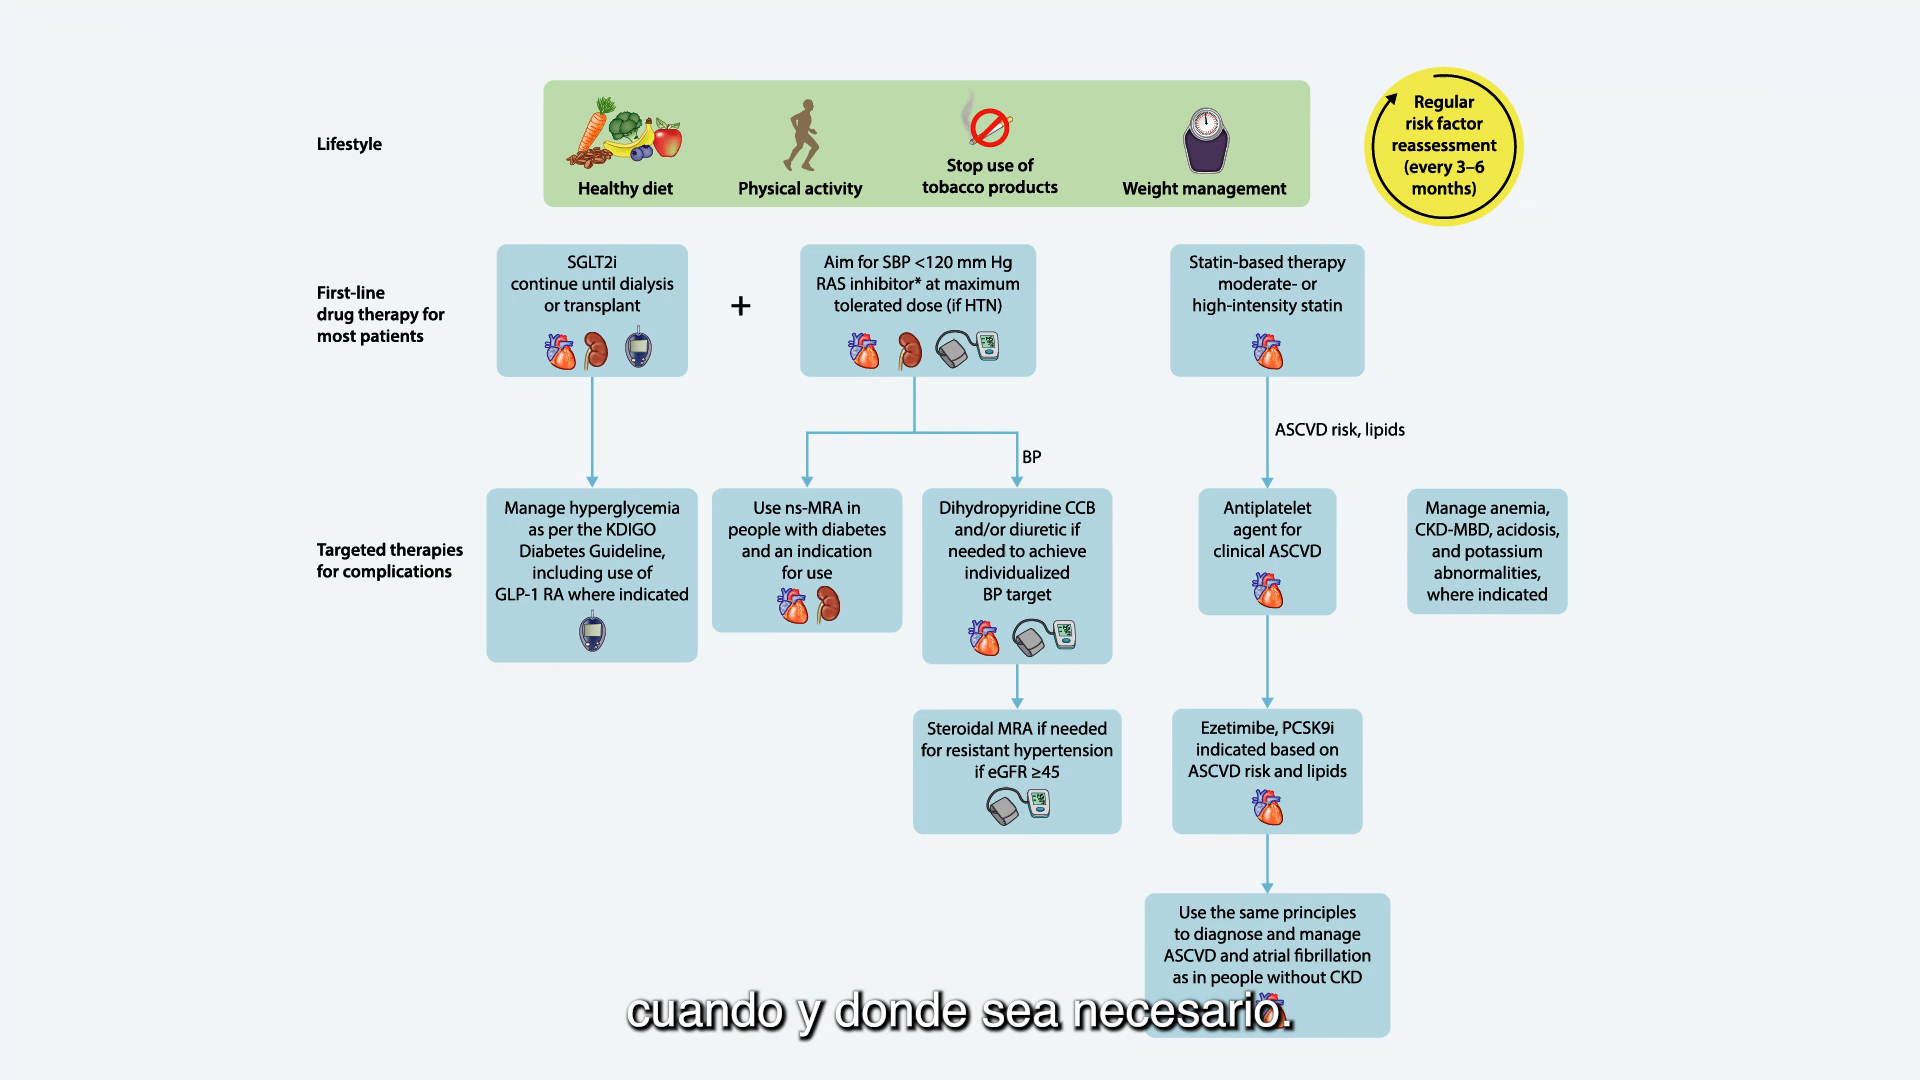 Lifestyle
Healthy diet
Physical activity
Stop use of
tobacco products
Weight management
Regular
risk factor
reassessment
(every 3–6
months)
First-line
drug therapy for
most patients
SGLT2i
continue until dialysis
or transplant
+
Aim for SBP <120 mm Hg
RAS inhibitor* at maximum
tolerated dose (if HTN)
Statin-based therapy
moderate- or
high-intensity statin
ASCVD risk, lipids
BP
Targeted therapies
for complications
Manage hyperglycemia
as per the KDIGO
Diabetes Guideline,
including use of
GLP-1 RA where indicated
Use ns-MRA in
people with diabetes
and an indication
for use
Dihydropyridine CCB
and/or diuretic if
needed to achieve
individualized
BP target
Antiplatelet
agent for
clinical ASCVD
Manage anemia,
CKD-MBD, acidosis,
and potassium
abnormalities,
where indicated
Steroidal MRA if needed
for resistant hypertension
if eGFR ≥45
Ezetimibe, PCSK9i
indicated based on
ASCVD risk and lipids
Use the same principles
to diagnose and manage
ASCVD and atrial fibrillation
as in people without CKD
cuando y donde sea necesario.